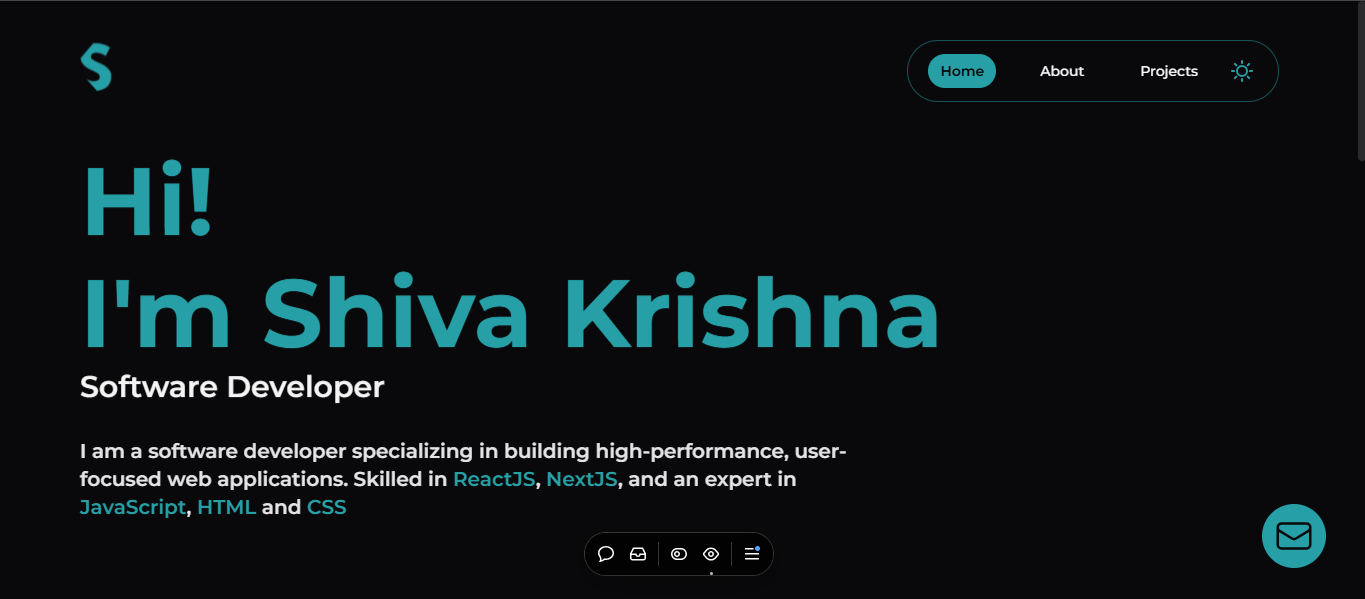 S
Home About Projects
Hi!
I'm Shiva Krishna
Software Developer
I am a software developer specializing in building high-performance, user-
focused web applications. Skilled in ReactJS, NextJS, and an expert in
JavaScript, HTML and CSS